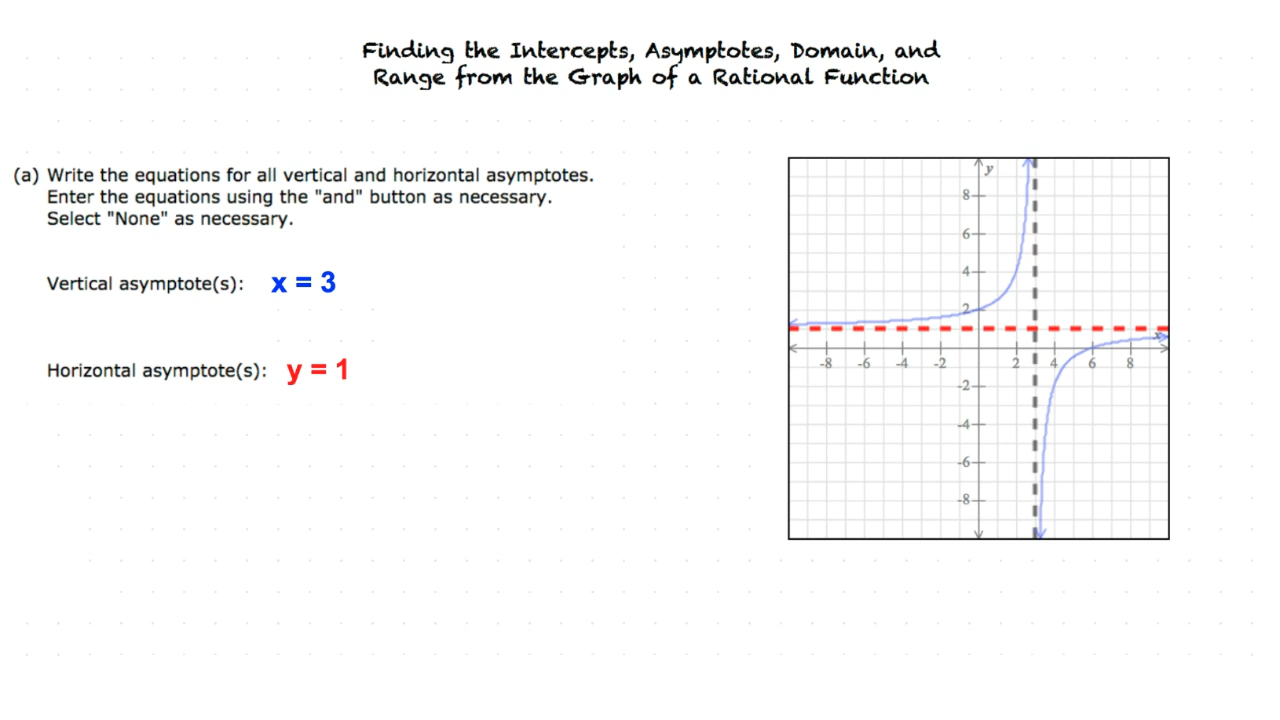 Finding the Intercepts, Asymptotes, Domain, and
Range from the Graph of a Rational Function
(a) Write the equations for all vertical and horizontal asymptotes.
Enter the equations using the "and" button as necessary.
Select "None" as necessary.
Vertical asymptote(s): x = 3
Horizontal asymptote(s): y = 1
y
8
6
4
2
x
-8 -6 -4 -2 2 4 6 8
-2
-4
-6
-8